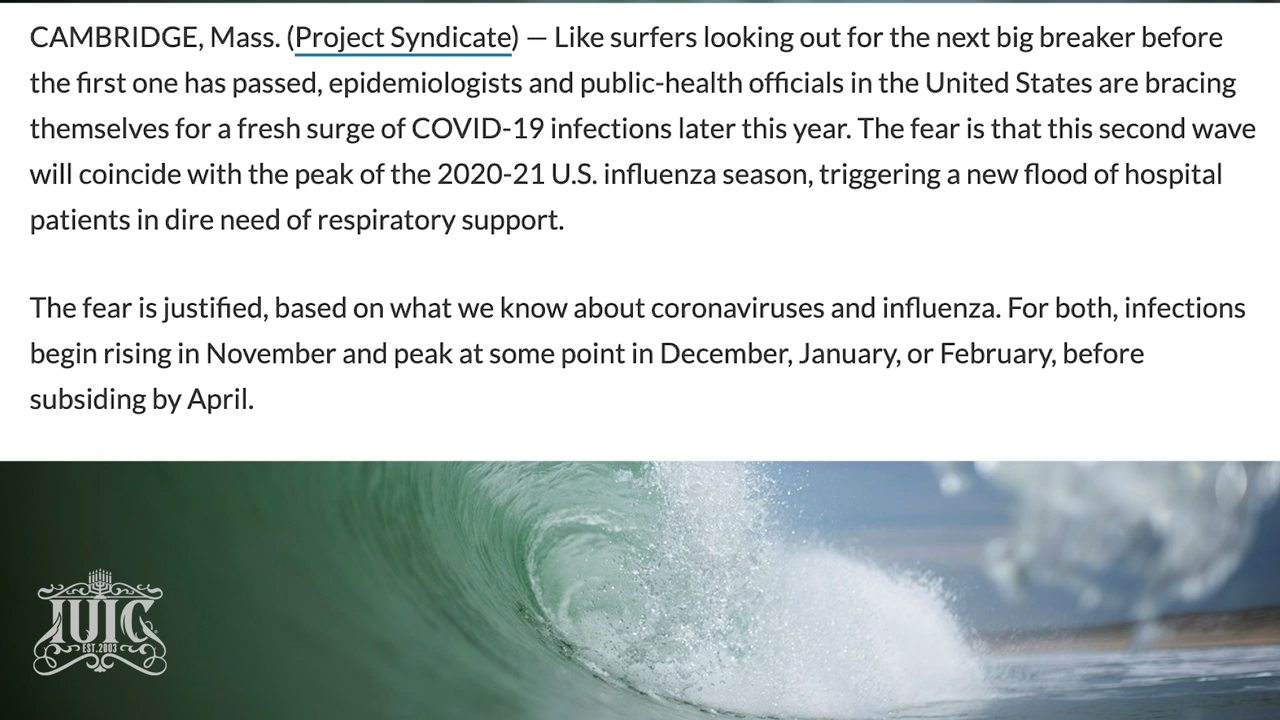 CAMBRIDGE, Mass. (Project Syndicate) — Like surfers looking out for the next big breaker before
the first one has passed, epidemiologists and public-health officials in the United States are bracing
themselves for a fresh surge of COVID-19 infections later this year. The fear is that this second wave
will coincide with the peak of the 2020-21 U.S. influenza season, triggering a new flood of hospital
patients in dire need of respiratory support.
The fear is justified, based on what we know about coronaviruses and influenza. For both, infections
begin rising in November and peak at some point in December, January, or February, before
subsiding by April.
IUIC
EST. 2003